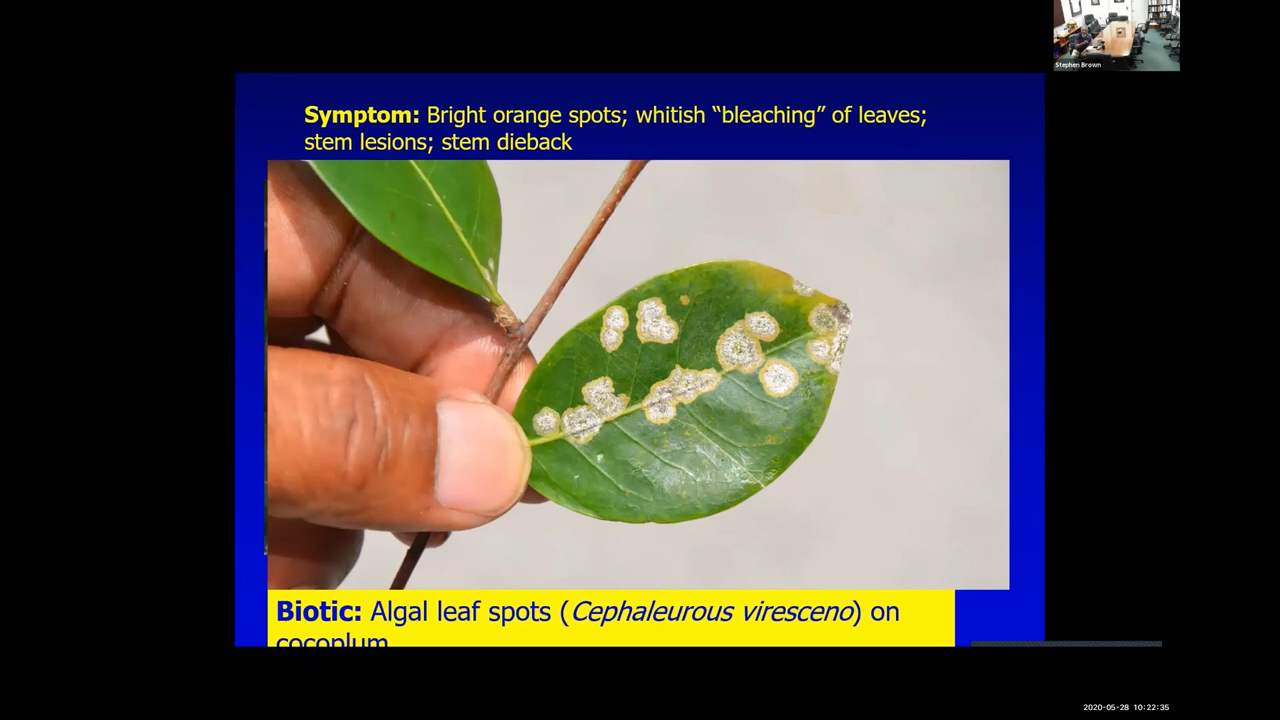 Stephen Brown
Symptom: Bright orange spots; whitish “bleaching” of leaves;
stem lesions; stem dieback
Biotic: Algal leaf spots (Cephaleurous viresceno) on
cocoplum
2020-05-28 10:22:35